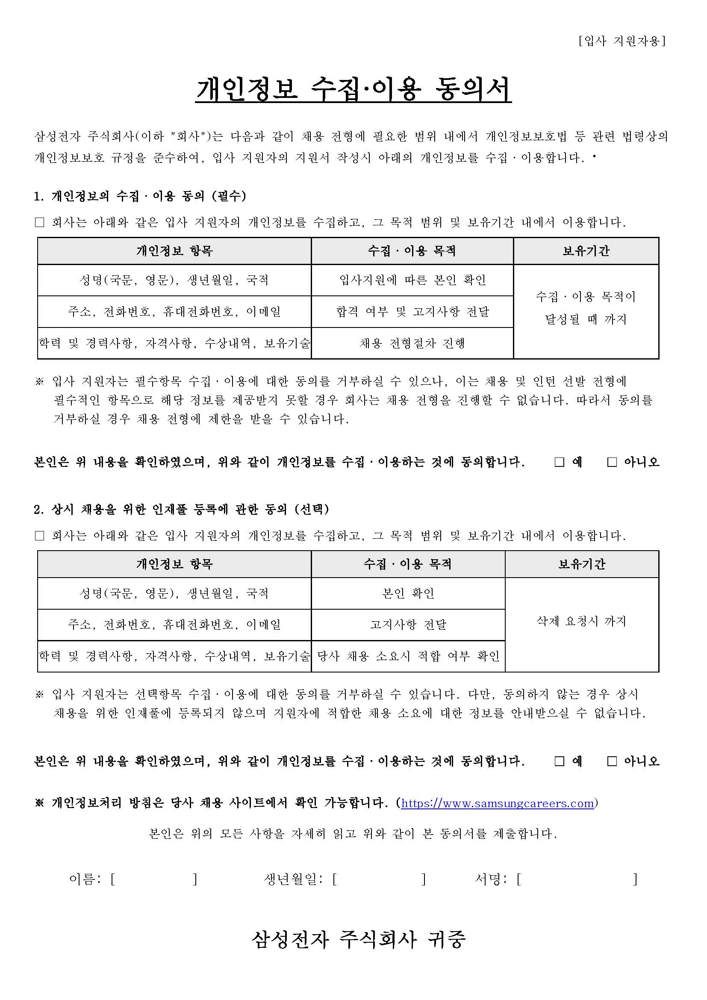 [입사 지원자용]
개인정보 수집·이용 동의서
삼성전자 주식회사(이하 "회사")는 다음과 같이 채용 전형에 필요한 범위 내에서 개인정보보호법 등 관련 법령상의
개인정보보호 규정을 준수하여, 입사 지원자의 지원서 작성시 아래의 개인정보를 수집·이용합니다. •
1. 개인정보의 수집·이용 동의 (필수)
□ 회사는 아래와 같은 입사 지원자의 개인정보를 수집하고, 그 목적 범위 및 보유기간 내에서 이용합니다.
개인정보 항목 수집·이용 목적 보유기간
성명(국문, 영문), 생년월일, 국적 입사지원에 따른 본인 확인
수집·이용 목적이
주소, 전화번호, 휴대전화번호, 이메일 합격 여부 및 고지사항 전달
달성될 때 까지
학력 및 경력사항, 자격사항, 수상내역, 보유기술 채용 전형절차 진행
※ 입사 지원자는 필수항목 수집·이용에 대한 동의를 거부하실 수 있으나, 이는 채용 및 인턴 선발 전형에
필수적인 항목으로 해당 정보를 제공받지 못할 경우 회사는 채용 전형을 진행할 수 없습니다. 따라서 동의를
거부하실 경우 채용 전형에 제한을 받을 수 있습니다.
본인은 위 내용을 확인하였으며, 위와 같이 개인정보를 수집·이용하는 것에 동의합니다. □ 예 □ 아니오
2. 상시 채용을 위한 인재풀 등록에 관한 동의 (선택)
□ 회사는 아래와 같은 입사 지원자의 개인정보를 수집하고, 그 목적 범위 및 보유기간 내에서 이용합니다.
개인정보 항목 수집·이용 목적 보유기간
성명(국문, 영문), 생년월일, 국적 본인 확인
주소, 전화번호, 휴대전화번호, 이메일 고지사항 전달 삭제 요청시 까지
학력 및 경력사항, 자격사항, 수상내역, 보유기술 당사 채용 소요시 적합 여부 확인
※ 입사 지원자는 선택항목 수집·이용에 대한 동의를 거부하실 수 있습니다. 다만, 동의하지 않는 경우 상시
채용을 위한 인재풀에 등록되지 않으며 지원자에 적합한 채용 소요에 대한 정보를 안내받으실 수 없습니다.
본인은 위 내용을 확인하였으며, 위와 같이 개인정보를 수집·이용하는 것에 동의합니다. □ 예 □ 아니오
※ 개인정보처리 방침은 당사 채용 사이트에서 확인 가능합니다. (https://www.samsungcareers.com)
본인은 위의 모든 사항을 자세히 읽고 위와 같이 본 동의서를 제출합니다.
이름: [ ] 생년월일: [ ] 서명: [ ]
삼성전자 주식회사 귀중